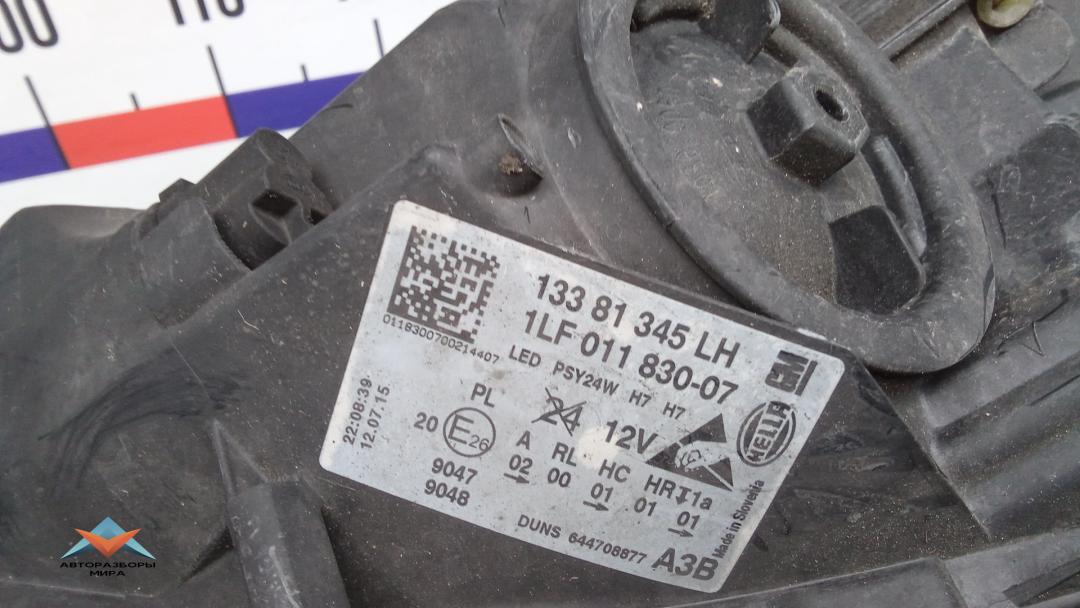 133 81 345 LH
1LF 011 830-07
GM
0118300700214407
LED PSY24W H7 H7
22:08:39
12.07.15
PL
24 12V
HELLA
20 E26
A RL HC HR 1a
02 00 01 01 01
9047
9048
DUNS 644708877 A3B
Made in Slovenia
АВТОРАЗБОРЫ
МИРА